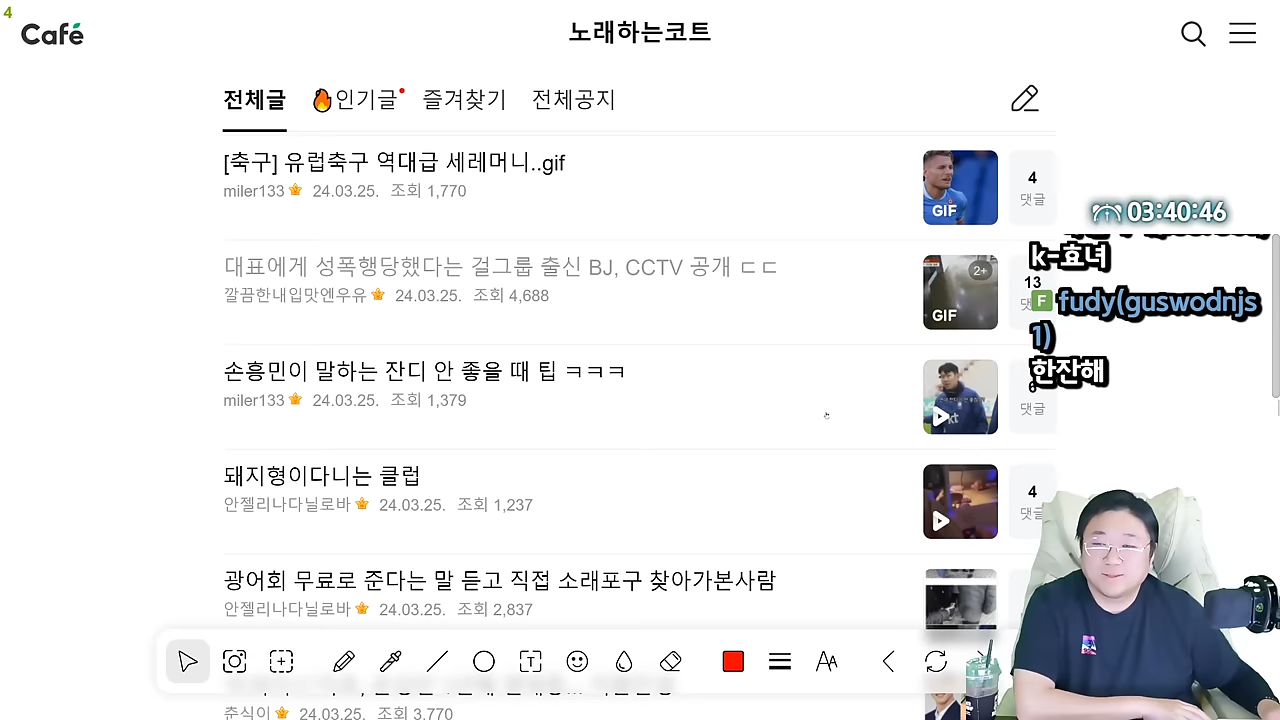 4
Café
노래하는코트
전체글 인기글 즐겨찾기 전체공지
[축구] 유럽축구 역대급 세레머니..gif
miler133 24.03.25. 조회 1,770
GIF
4
댓글
03:40:46
k-효녀
F fudy(guswodnjs
1)
한잔해
대표에게 성폭행당했다는 걸그룹 출신 BJ, CCTV 공개 ㄷㄷ
깔끔한내입맛엔우유 24.03.25. 조회 4,688
2+
GIF
13
손흥민이 말하는 잔디 안 좋을 때 팁 ㅋㅋㅋ
miler133 24.03.25. 조회 1,379
댓글
돼지형이다니는 클럽
안젤리나다닐로바 24.03.25. 조회 1,237
4
댓글
광어회 무료로 준다는 말 듣고 직접 소래포구 찾아가본사람
안젤리나다닐로바 24.03.25. 조회 2,837
춘식이 24.03.25. 조회 3,770